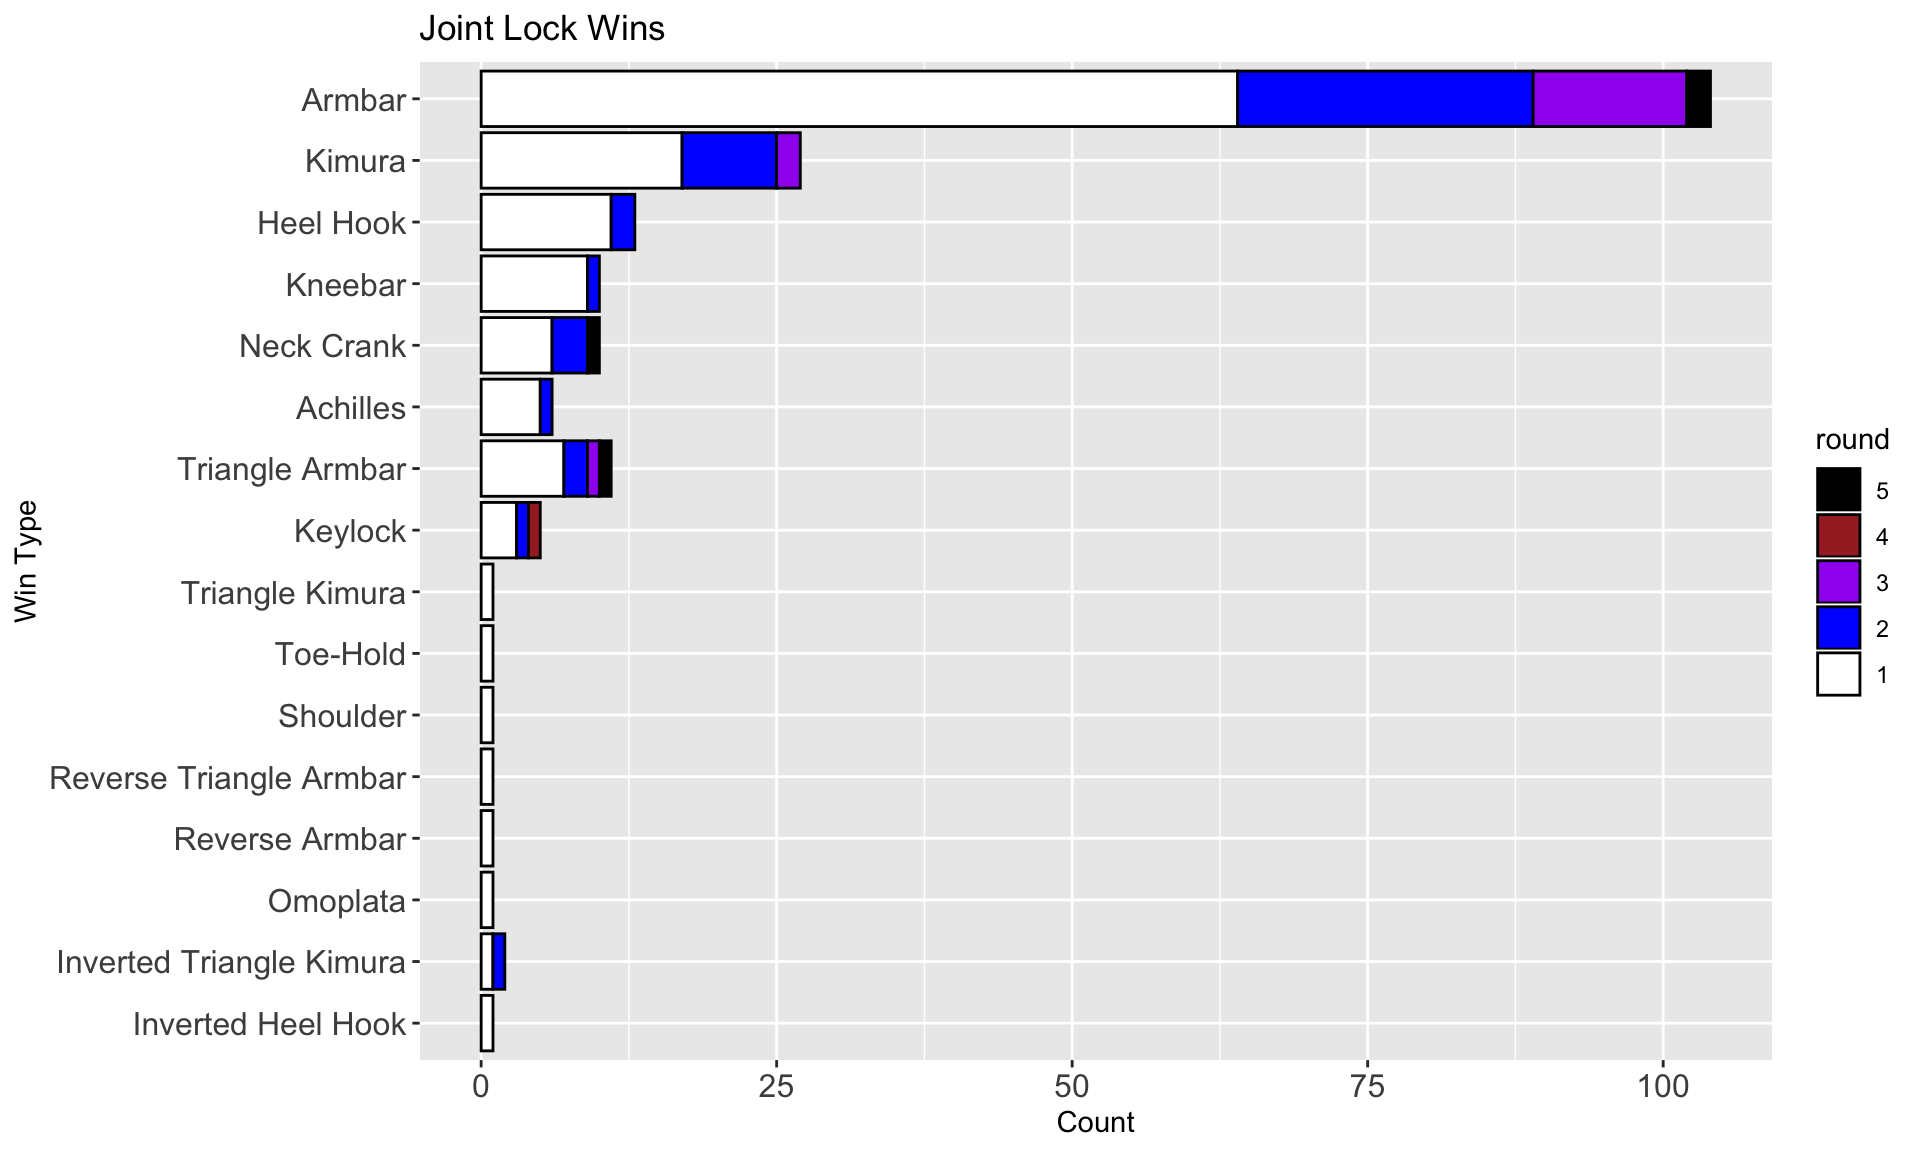 Joint Lock Wins
Win Type
Armbar
Kimura
Heel Hook
Kneebar
Neck Crank
Achilles
Triangle Armbar
Keylock
Triangle Kimura
Toe-Hold
Shoulder
Reverse Triangle Armbar
Reverse Armbar
Omoplata
Inverted Triangle Kimura
Inverted Heel Hook
0 25 50 75 100
Count
round
5
4
3
2
1